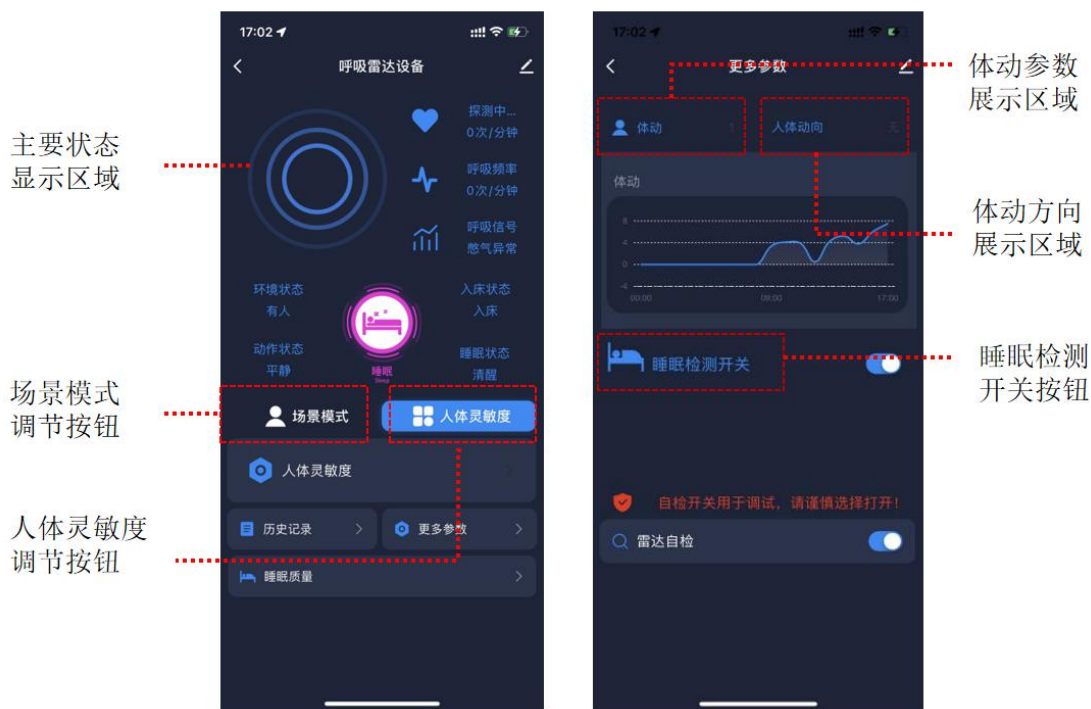 主要状态
显示区域
场景模式
调节按钮
人体灵敏度
调节按钮
17:02
呼吸雷达设备
探测中...
0次/分钟
呼吸频率
0次/分钟
呼吸信号
憋气异常
环境状态
有人
入床状态
入床
动作状态
平静
睡眠
Sleep
睡眠状态
清醒
场景模式
人体灵敏度
人体灵敏度
历史记录
更多参数
睡眠质量
17:02
更多参数
体动
1
人体动向
无
体动
8
4
0
-4
00:00
08:00
17:00
睡眠检测开关
自检开关用于调试，请谨慎选择打开！
雷达自检
体动参数
展示区域
体动方向
展示区域
睡眠检测
开关按钮